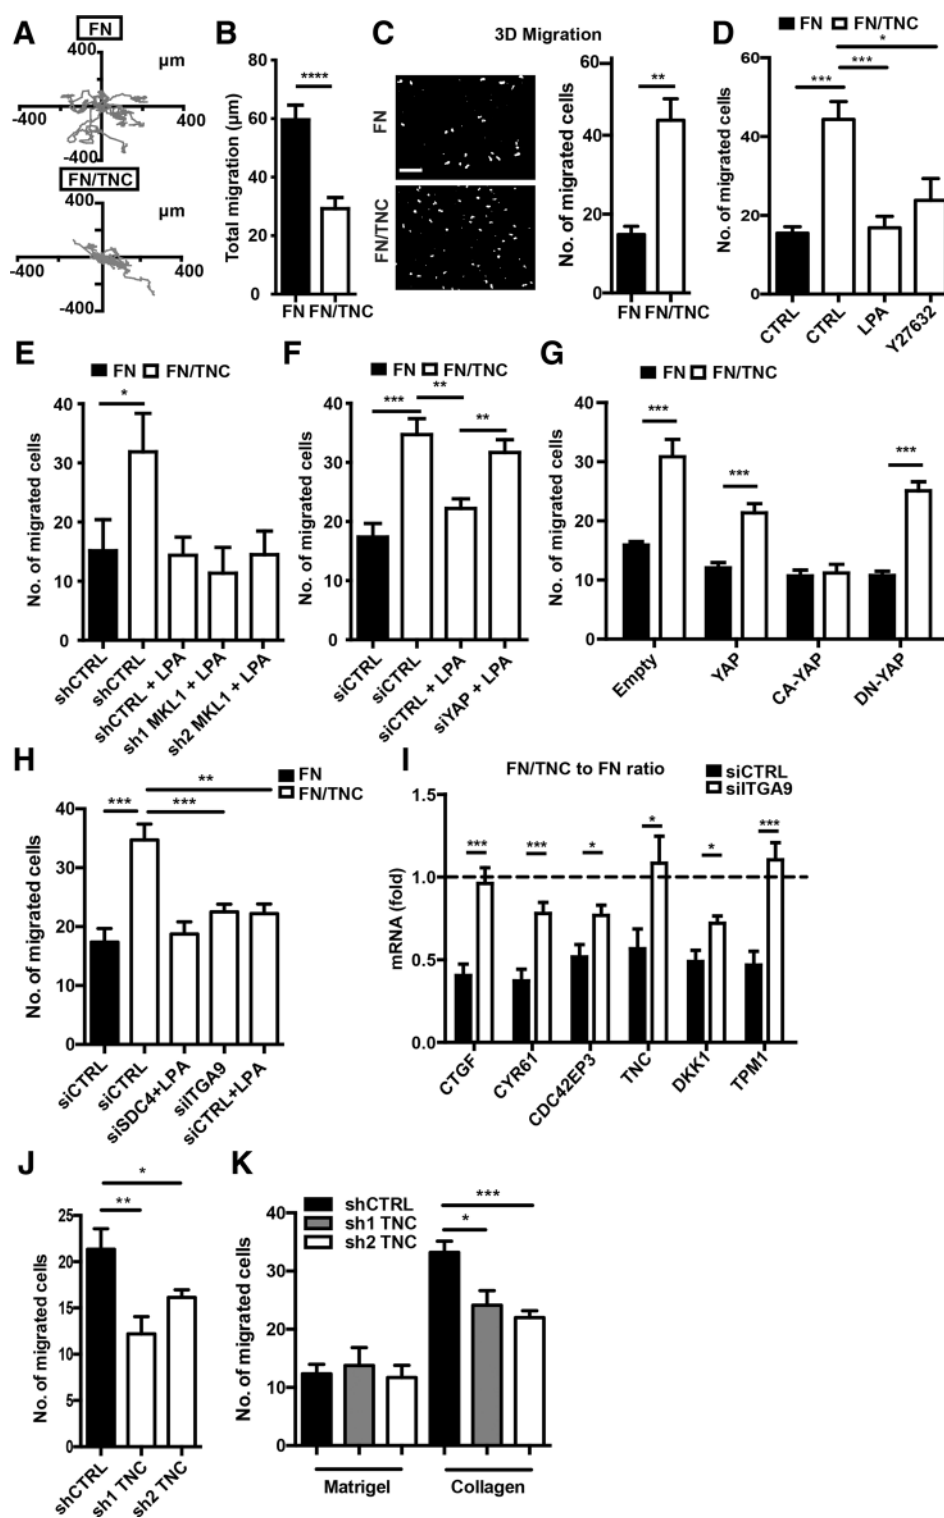 A
FN
400
µm
-400
400
-400
FN/TNC
400
µm
-400
400
-400
B
****
Total migration (µm)
80
60
40
20
0
FN FN/TNC
C
3D Migration
FN
FN/TNC
No. of migrated cells
60
40
20
0
**
FN FN/TNC
D
FN FN/TNC
*
***
***
No. of migrated cells
60
40
20
0
CTRL
CTRL
LPA
Y27632
E
FN FN/TNC
*
No. of migrated cells
40
30
20
10
0
shCTRL
shCTRL
shCTRL + LPA
sh1 MKL1 + LPA
sh2 MKL1 + LPA
F
FN FN/TNC
***
**
**
No. of migrated cells
40
30
20
10
0
siCTRL
siCTRL
siCTRL + LPA
siYAP + LPA
G
FN FN/TNC
***
***
***
No. of migrated cells
40
30
20
10
0
Empty
YAP
CA-YAP
DN-YAP
H
FN
FN/TNC
**
***
***
No. of migrated cells
40
30
20
10
0
siCTRL
siCTRL
siSDC4+LPA
siITGA9
siCTRL+LPA
I
FN/TNC to FN ratio
siCTRL
siITGA9
***
***
*
*
*
***
mRNA (fold)
1.5
1.0
0.5
0.0
CTGF
CYR61
CDC42EP3
TNC
DKK1
TPM1
J
*
**
No. of migrated cells
25
20
15
10
5
0
shCTRL
sh1 TNC
sh2 TNC
K
shCTRL
sh1 TNC
sh2 TNC
***
*
No. of migrated cells
40
30
20
10
0
Matrigel
Collagen